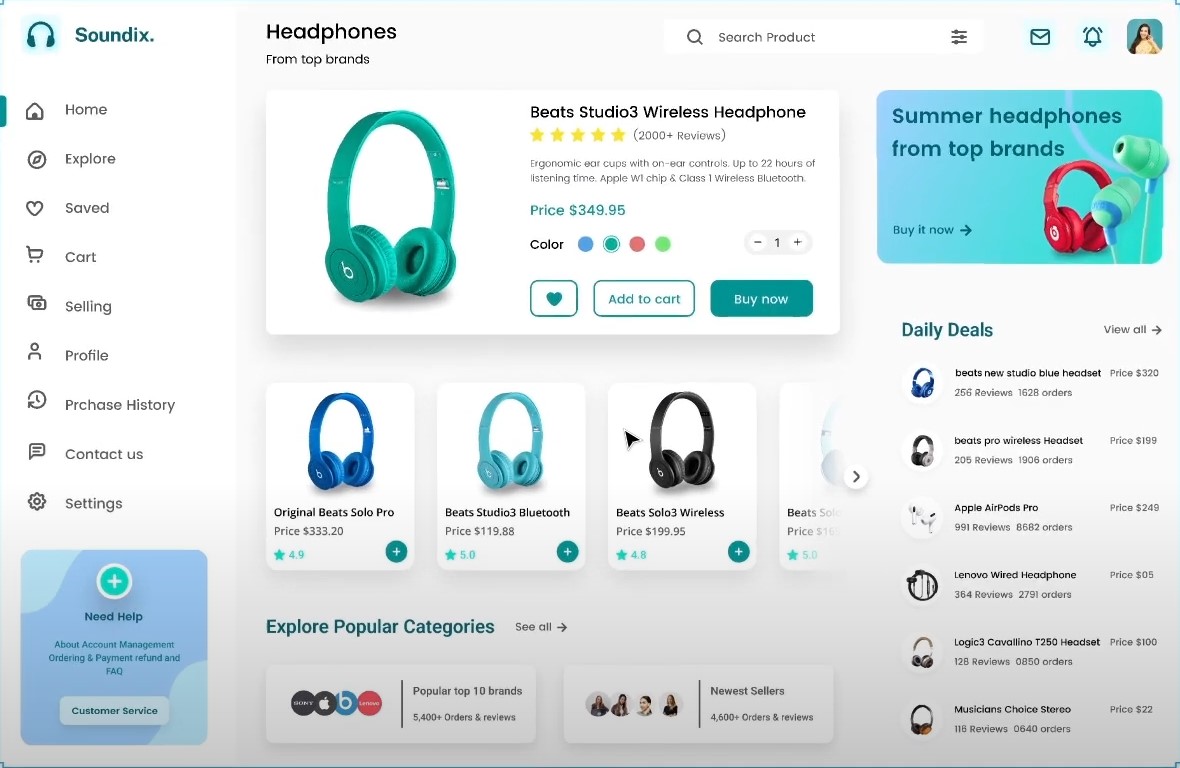 Soundix.
Home
Explore
Saved
Cart
Selling
Profile
Prchase History
Contact us
Settings
Need Help
About Account Management
Ordering & Payment refund and
FAQ
Customer Service
Headphones
From top brands
Search Product
Beats Studio3 Wireless Headphone
(2000+ Reviews)
Ergonomic ear cups with on-ear controls. Up to 22 hours of
listening time. Apple W1 chip & Class 1 Wireless Bluetooth.
Price $349.95
Color
− 1 +
Add to cart
Buy now
Original Beats Solo Pro
Price $333.20
4.9
Beats Studio3 Bluetooth
Price $119.88
5.0
Beats Solo3 Wireless
Price $199.95
4.8
Beats
Price
5.0
Explore Popular Categories
See all
SONY
Lenovo
Popular top 10 brands
5,400+ Orders & reviews
Newest Sellers
4,600+ Orders & reviews
Summer headphones
from top brands
Buy it now
Daily Deals
View all
beats new studio blue headset Price $320
256 Reviews 1628 orders
beats pro wireless Headset Price $199
205 Reviews 1906 orders
Apple AirPods Pro Price $249
991 Reviews 8682 orders
Lenovo Wired Headphone Price $05
364 Reviews 2791 orders
Logic3 Cavallino T250 Headset Price $100
128 Reviews 0850 orders
Musicians Choice Stereo Price $22
118 Reviews 0640 orders